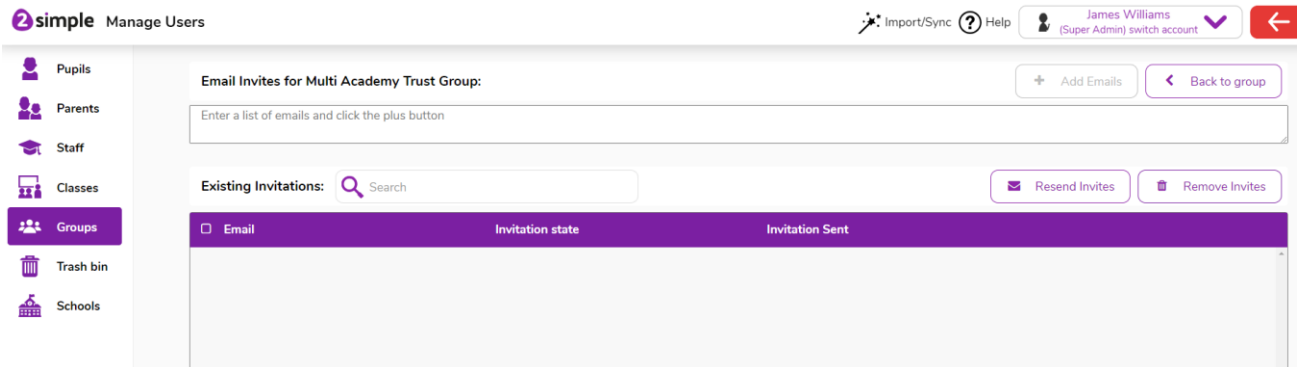 2 simple Manage Users
Import/Sync ? Help
James Williams
(Super Admin) switch account
Pupils
Parents
Staff
Classes
Groups
Trash bin
Schools
Email Invites for Multi Academy Trust Group:
+ Add Emails
Back to group
Enter a list of emails and click the plus button
Existing Invitations:
Search
Resend Invites
Remove Invites
Email Invitation state Invitation Sent